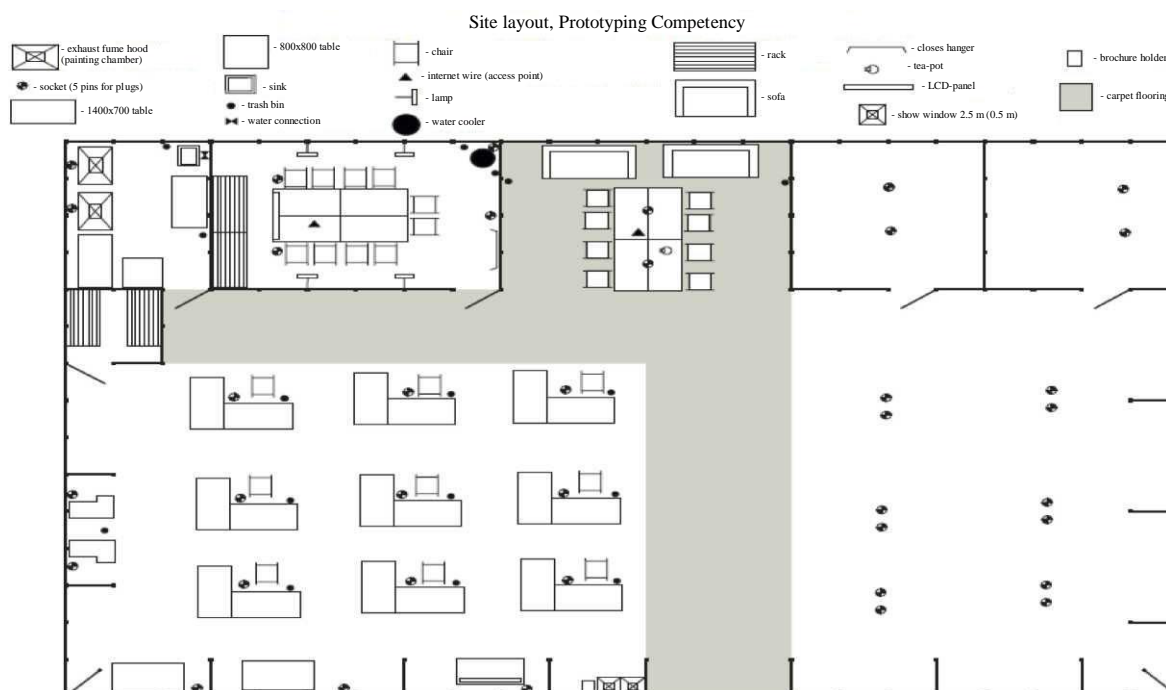 Site layout, Prototyping Competency
- exhaust fume hood
(painting chamber)
- socket (5 pins for plugs)
- 1400x700 table
- 800x800 table
- sink
- trash bin
- water connection
- chair
- internet wire (access point)
- lamp
- water cooler
- rack
- sofa
- closes hanger
- tea-pot
- LCD-panel
- show window 2.5 m (0.5 m)
- brochure holder
- carpet flooring